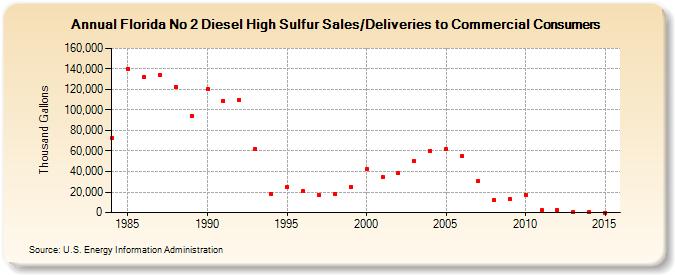 Annual Florida No 2 Diesel High Sulfur Sales/Deliveries to Commercial Consumers
Thousand Gallons
160,000
140,000
120,000
100,000
80,000
60,000
40,000
20,000
0
1985 1990 1995 2000 2005 2010 2015
Source: U.S. Energy Information Administration